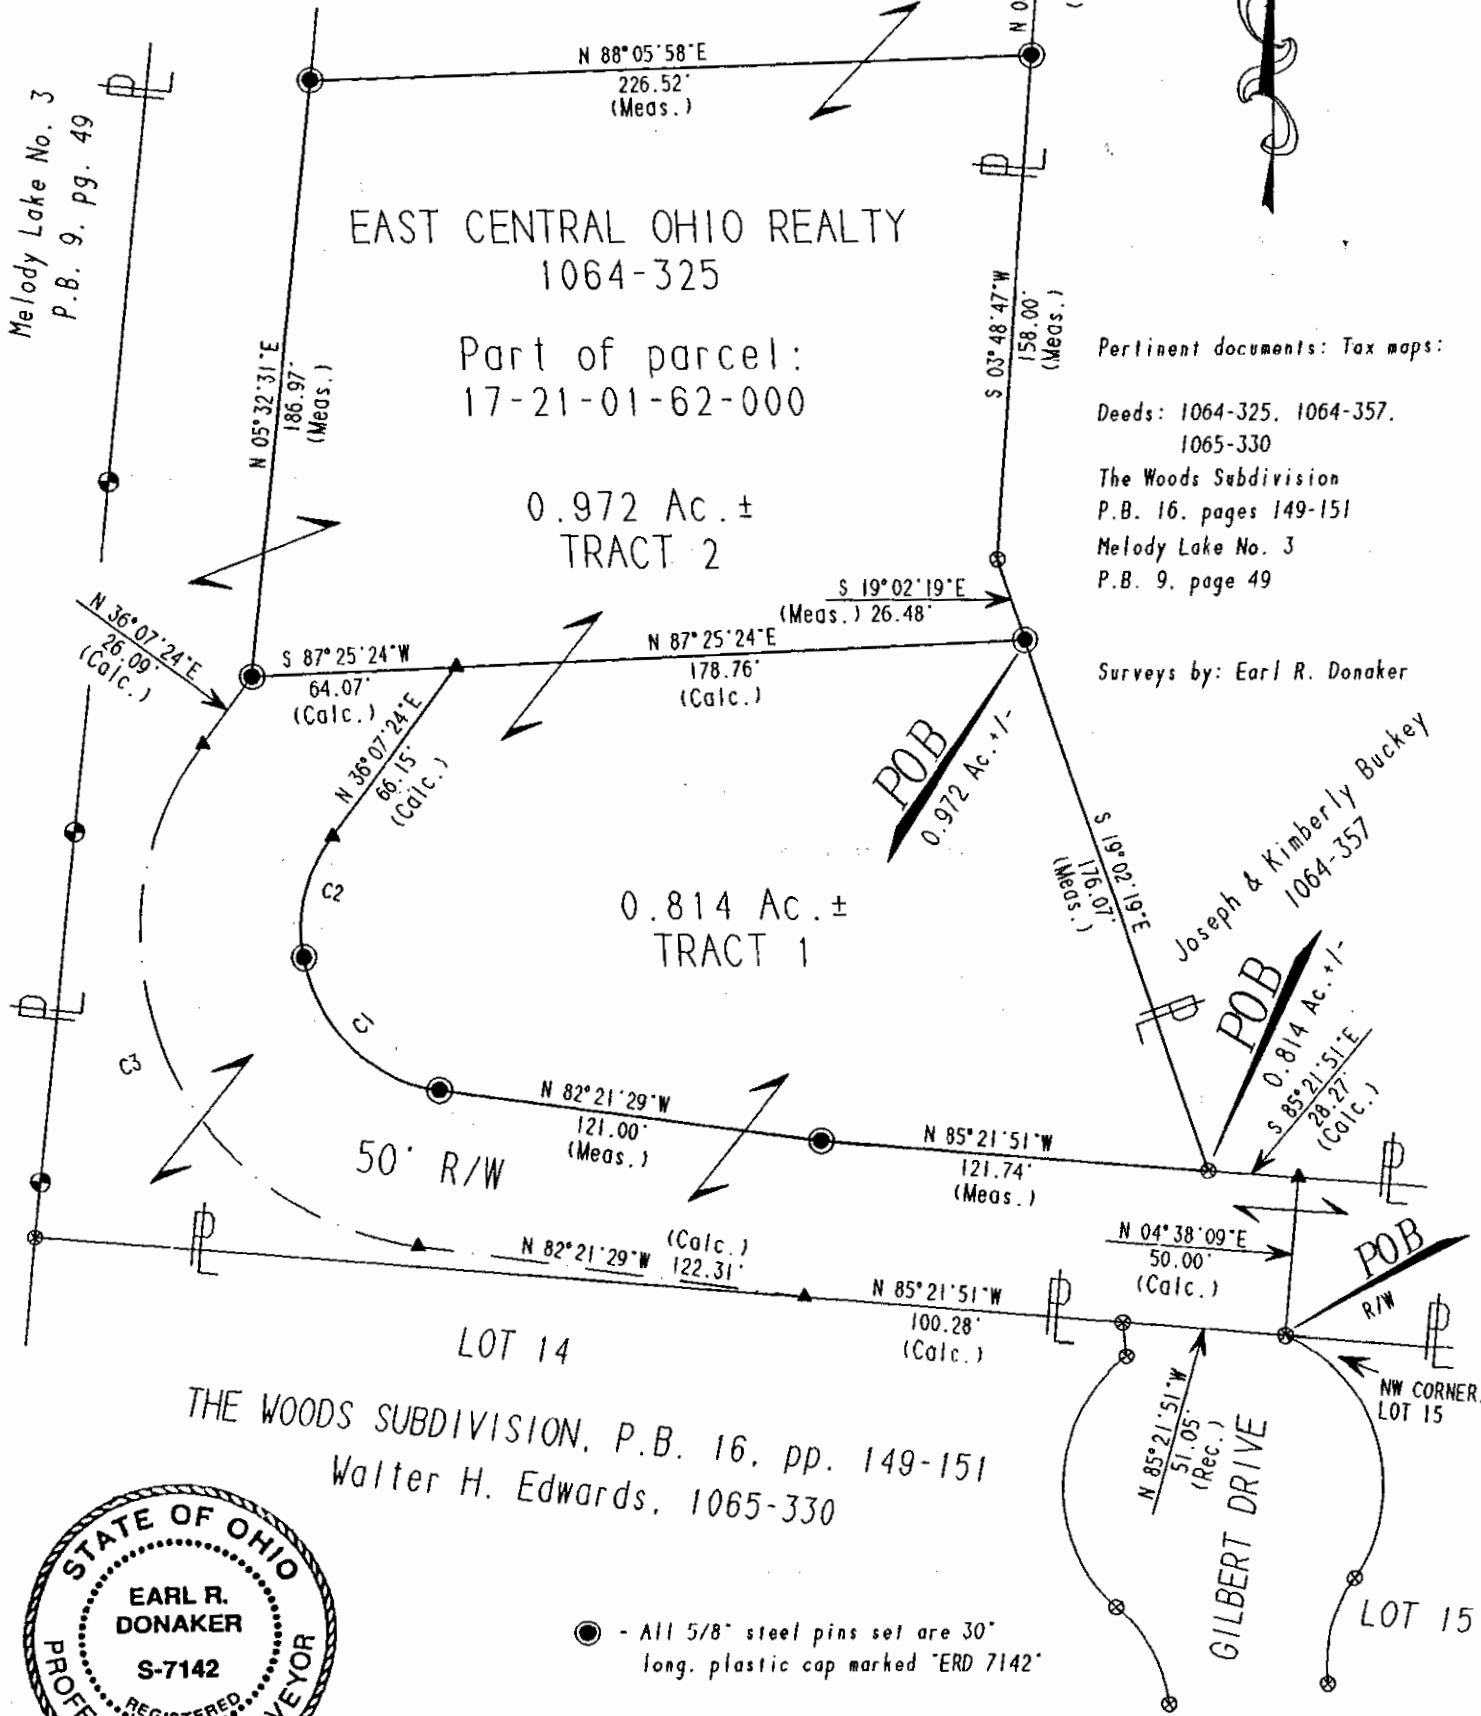 N 88°05'58"E
226.52'
(Meas.)
N 0
(
Melody Lake No. 3
P.B. 9, pg. 49
PL
PL
EAST CENTRAL OHIO REALTY
1064-325
Part of parcel:
17-21-01-62-000
0.972 Ac.±
TRACT 2
N 05°32'31"E
186.97'
(Meas.)
S 03°48'47"W
158.00'
(Meas.)
Pertinent documents: Tax maps:
Deeds: 1064-325, 1064-357,
1065-330
The Woods Subdivision
P.B. 16, pages 149-151
Melody Lake No. 3
P.B. 9, page 49
Surveys by: Earl R. Donaker
S 19°02'19"E
(Meas.) 26.48'
N 36°07'24"E
26.09'
(Calc.)
S 87°25'24"W
64.07'
(Calc.)
N 87°25'24"E
178.76'
(Calc.)
N 36°07'24"E
66.15'
(Calc.)
POB
0.972 Ac.+/-
S 19°02'19"E
176.07'
(Meas.)
Joseph & Kimberly Buckey
1064-357
C2
0.814 Ac.±
TRACT 1
C1
C3
PL
PL
POB
0.814 Ac.+/-
S 85°21'51"E
28.27'
(Calc.)
N 82°21'29"W
121.00'
(Meas.)
N 85°21'51"W
121.74'
(Meas.)
50' R/W
PL
PL
N 82°21'29"W
(Calc.)
122.31'
N 04°38'09"E
50.00'
(Calc.)
POB
R/W
N 85°21'51"W
100.28'
(Calc.)
PL
PL
NW CORNER,
LOT 15
N 85°21'51"W
51.05'
(Rec.)
LOT 14
THE WOODS SUBDIVISION, P.B. 16, pp. 149-151
Walter H. Edwards, 1065-330
GILBERT DRIVE
LOT 15
STATE OF OHIO
EARL R.
DONAKER
S-7142
REGISTERED
PROFE
VEYOR
- All 5/8" steel pins set are 30"
long, plastic cap marked "ERD 7142"